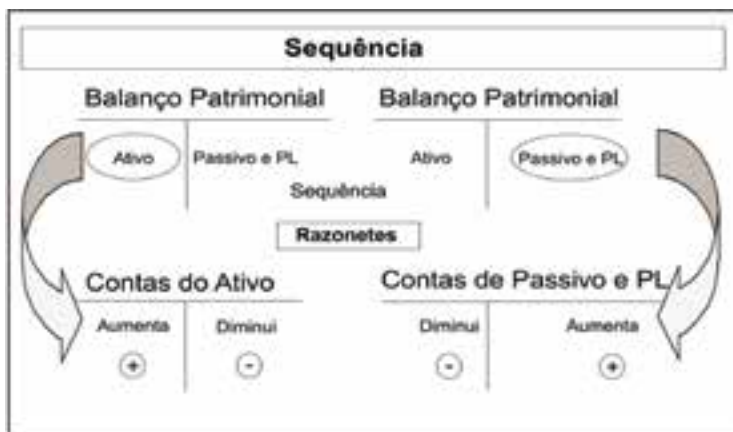 Sequência
Balanço Patrimonial Balanço Patrimonial
Ativo Passivo e PL Ativo Passivo e PL
Sequência
Razonetes
Contas do Ativo Contas de Passivo e PL
Aumenta Diminui Diminui Aumenta
+ - - +